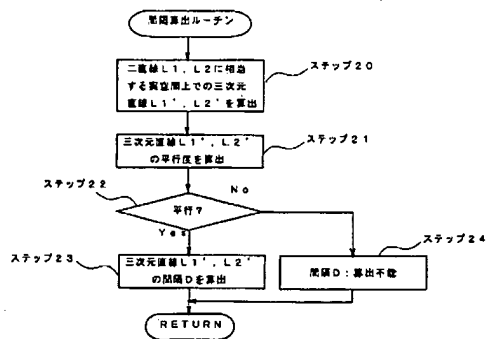 間隔算出ルーチン
二直線L1, L2に相当
する実空間上での三次元
直線L1', L2'を算出
ステップ20
三次元直線L1', L2'
の平行度を算出
ステップ21
ステップ22
No
平行?
Yes
ステップ24
ステップ23
三次元直線L1', L2'
の間隔Dを算出
間隔D:算出不能
RETURN